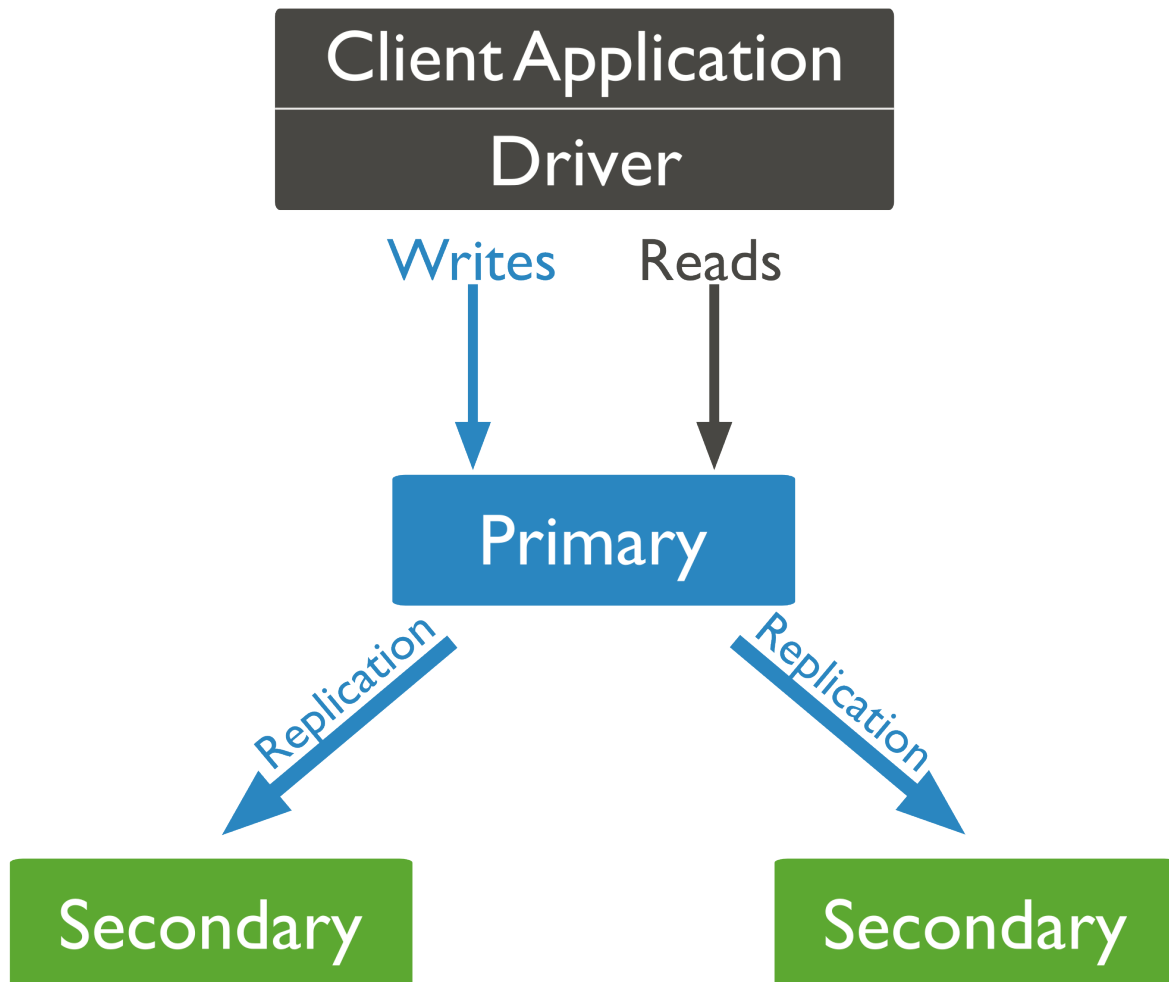 Client Application
Driver
Writes
Reads
Primary
Replication
Replication
Secondary
Secondary